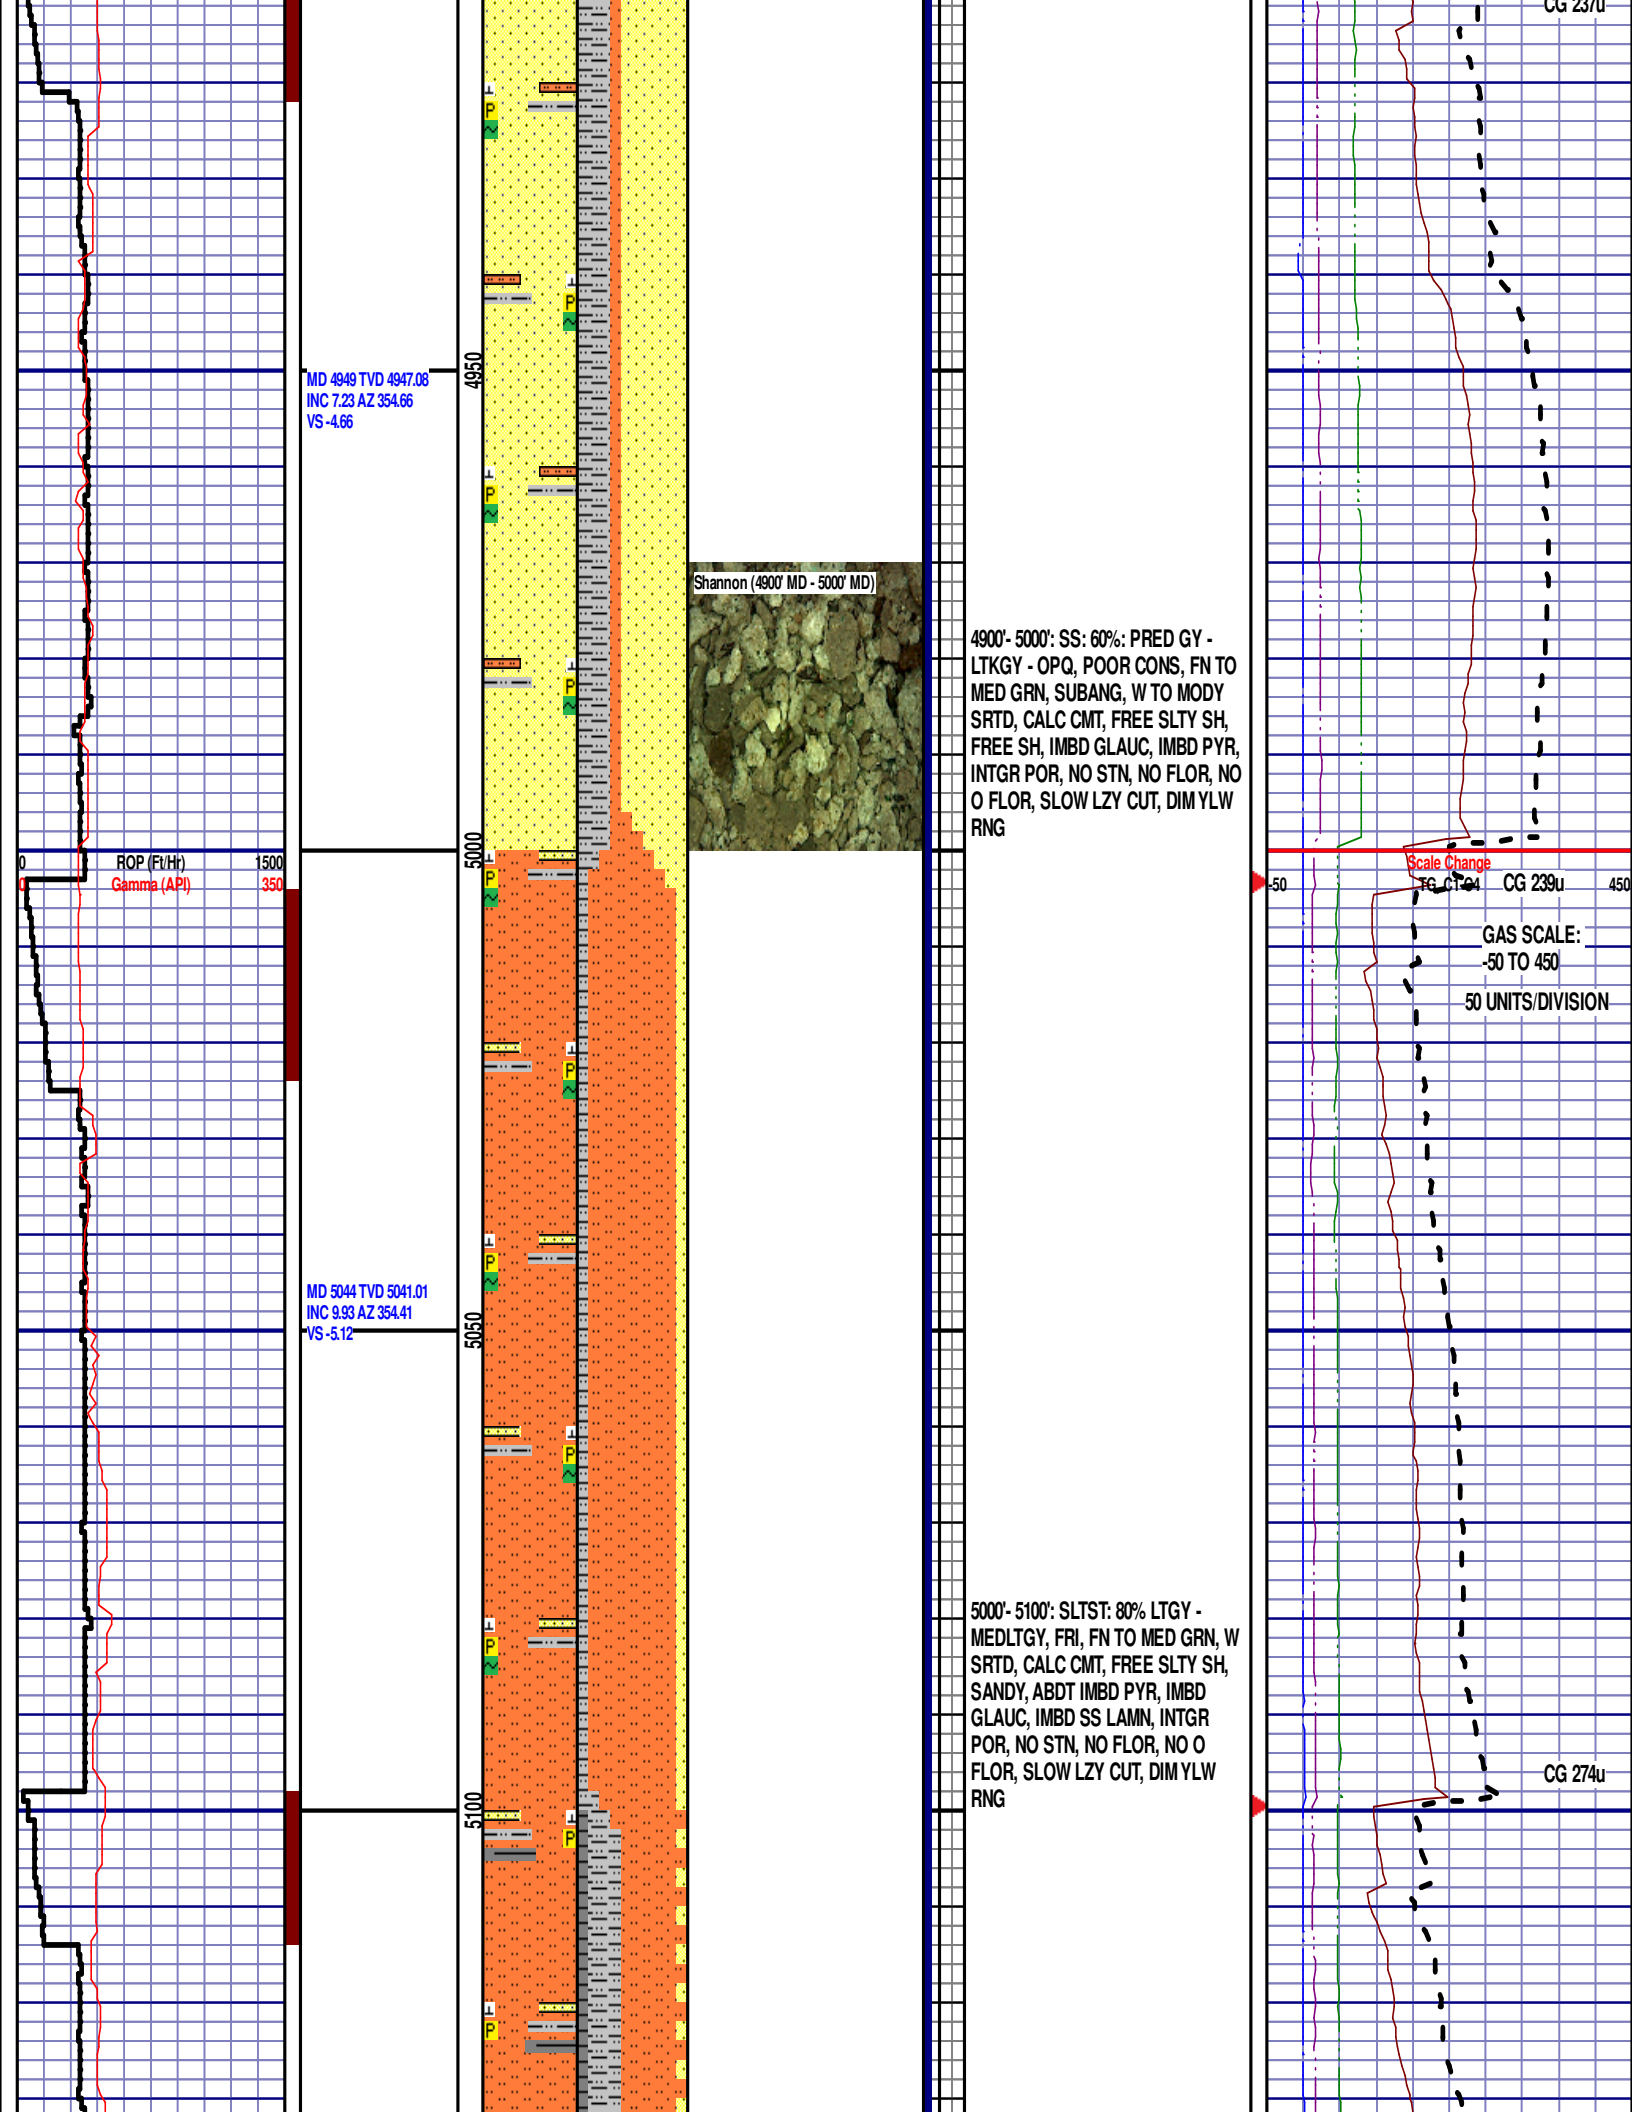 CG 237u
4950
MD 4949 TVD 4947.08
INC 7.23 AZ 354.66
VS -4.66
Shannon (4900' MD - 5000' MD)
4900'- 5000': SS: 60%: PRED GY -
LTKGY - OPQ, POOR CONS, FN TO
MED GRN, SUBANG, W TO MODY
SRTD, CALC CMT, FREE SLTY SH,
FREE SH, IMBD GLAUC, IMBD PYR,
INTGR POR, NO STN, NO FLOR, NO
O FLOR, SLOW LZY CUT, DIM YLW
RNG
5000
0 ROP (Ft/Hr) 1500
0 Gamma (API) 350
Scale Change
-50 TG, C1-C4 450
CG 239u
GAS SCALE:
-50 TO 450
50 UNITS/DIVISION
MD 5044 TVD 5041.01
INC 9.93 AZ 354.41
VS -5.12
5050
5000'- 5100': SLTST: 80% LTGY -
MEDLTGY, FRI, FN TO MED GRN, W
SRTD, CALC CMT, FREE SLTY SH,
SANDY, ABDT IMBD PYR, IMBD
GLAUC, IMBD SS LAMN, INTGR
POR, NO STN, NO FLOR, NO O
FLOR, SLOW LZY CUT, DIM YLW
RNG
CG 274u
5100
P
P
P
P
P
P
P
P
P
P
P